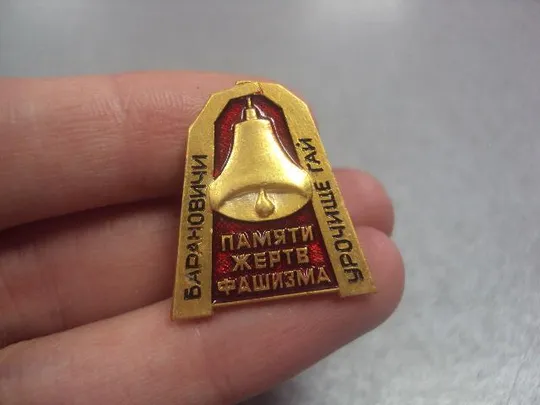 БАРАНОВИЧИ
УРОЧИЩЕ ГАЙ
ПАМЯТИ
ЖЕРТВ
ФАШИЗМА